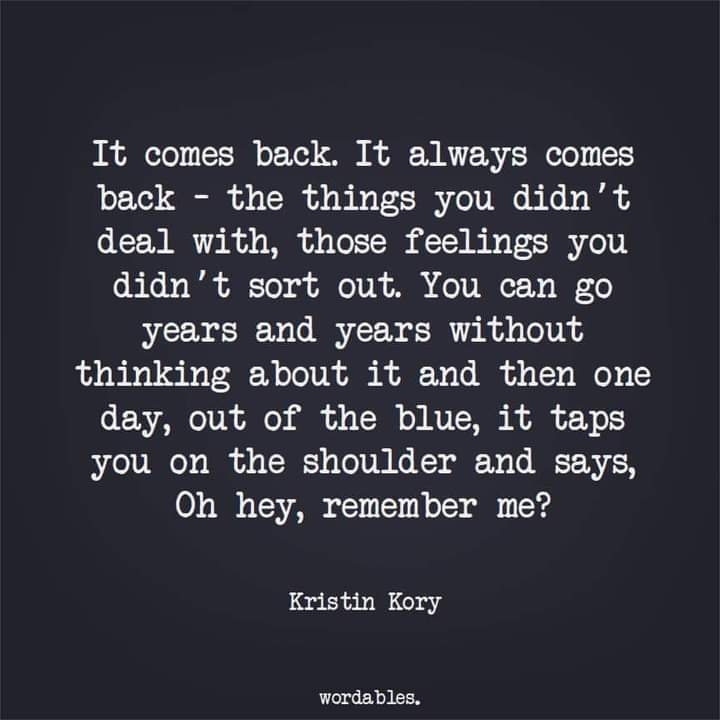 It comes back. It always comes
back - the things you didn't
deal with, those feelings you
didn't sort out. You can go
years and years without
thinking about it and then one
day, out of the blue, it taps
you on the shoulder and says,
Oh hey, remember me?
Kristin Kory
wordables.